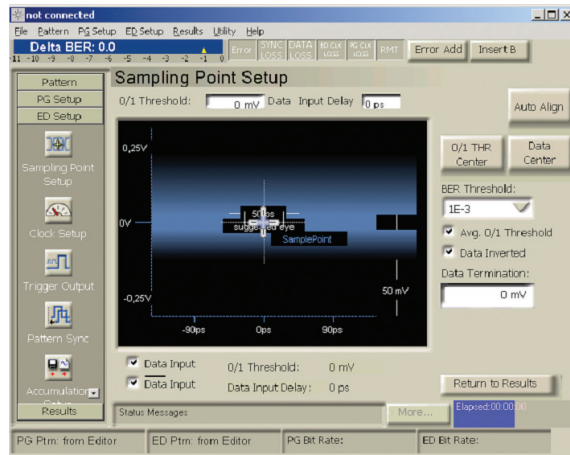 not connected
File Pattern PG Setup ED Setup Results Utility Help
Delta BER: 0.0
-11 -10 -9 -8 -7 -6 -5 -4 -3 -2 -1 0
Error SYNC LOSS DATA LOSS ED CLK LOSS PG CLK LOSS RMT Error Add Insert B
Pattern
PG Setup
ED Setup
Sampling Point Setup
Clock Setup
Trigger Output
Pattern Sync
Accumulation
Results
Sampling Point Setup
0/1 Threshold: 0 mV Data Input Delay 0 ps
Auto Align
0,25V
0V
-0,25V
SamplePoint
50 mV
-90ps 0ps 90ps
0/1 THR Center
Data Center
BER Threshold:
1E-3
Avg. 0/1 Threshold
Data Inverted
Data Termination:
0 mV
Data Input 0/1 Threshold: 0 mV
Data Input Data Input Delay: 0 ps
Return to Results
Status Messages
More...
Elapsed:00:00:00
PG Ptrn: from Editor ED Ptrn: from Editor PG Bit Rate: ED Bit Rate: